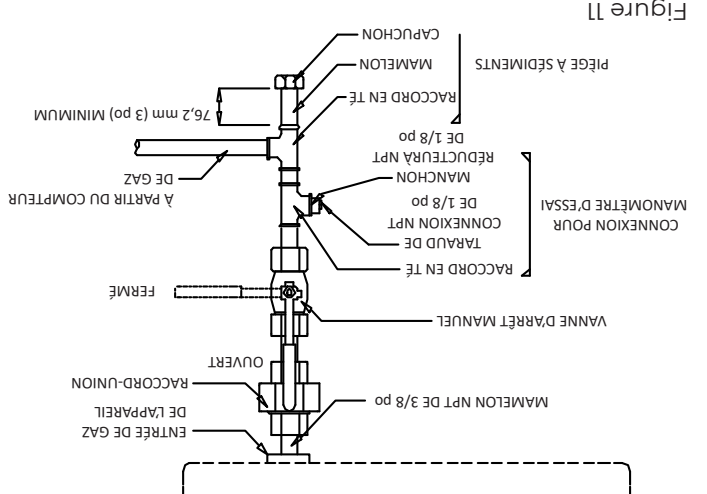 ENTRÉE DE GAZ
DE L'APPAREIL
MAMELON NPT DE 3/8 po
RACCORD-UNION
OUVERT
VANNE D'ARRÊT MANUEL
FERMÉ
CONNEXION POUR
MANOMÈTRE D'ESSAI
RACCORD EN TÉ
TARAUD DE
CONNEXION NPT
DE 1/8 po
MANCHON
RÉDUCTEURÀ NPT
DE 1/8 po
À PARTIR DU COMPTEUR
DE GAZ
PIÈGE À SÉDIMENTS
RACCORD EN TÉ
MAMELON
CAPUCHON
76,2 mm (3 po) MINIMUM
Figure 11